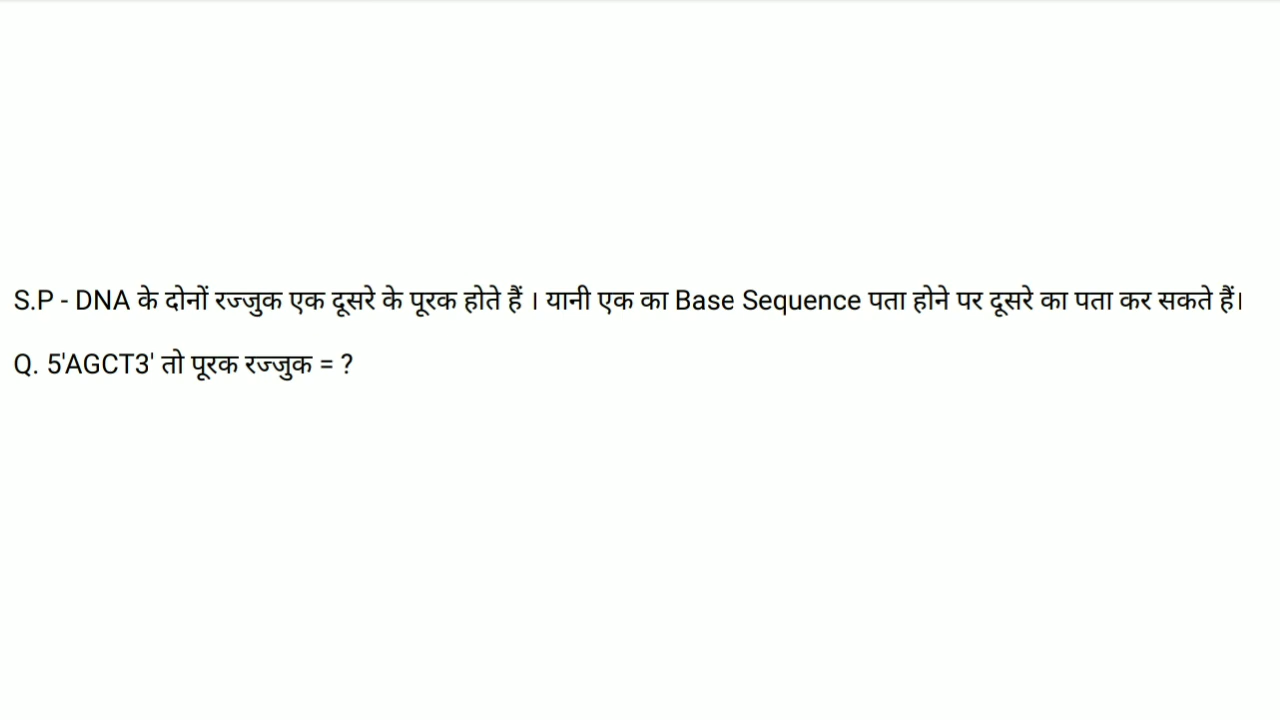 S.P - DNA के दोनों रज्जुक एक दूसरे के पूरक होते हैं । यानी एक का Base Sequence पता होने पर दूसरे का पता कर सकते हैं।
Q. 5'AGCT3' तो पूरक रज्जुक = ?